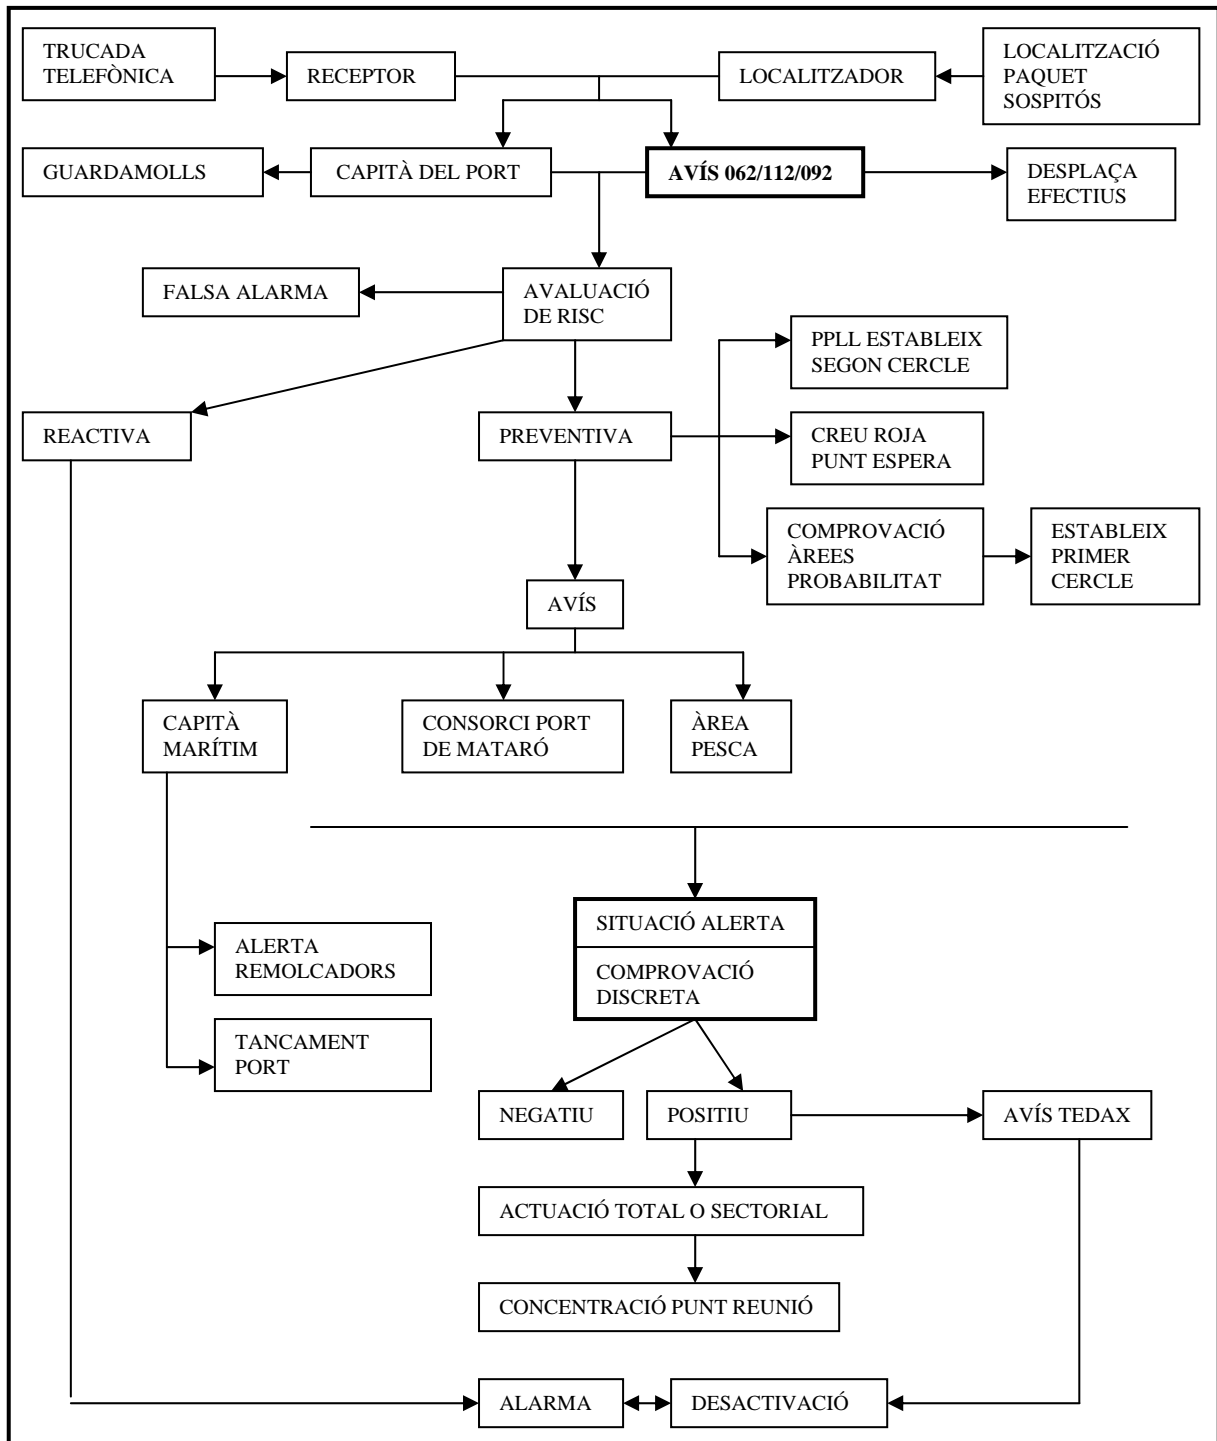 TRUCADA
TELEFÒNICA
RECEPTOR
LOCALITZADOR
LOCALITZACIÓ
PAQUET
SOSPITÓS
GUARDAMOLLS
CAPITÀ DEL PORT
AVÍS 062/112/092
DESPLAÇA
EFECTIUS
FALSA ALARMA
AVALUACIÓ
DE RISC
PPLL ESTABLEIX
SEGON CERCLE
REACTIVA
PREVENTIVA
CREU ROJA
PUNT ESPERA
COMPROVACIÓ
ÀREES
PROBABILITAT
ESTABLEIX
PRIMER
CERCLE
AVÍS
CAPITÀ
MARÍTIM
CONSORCI PORT
DE MATARÓ
ÀREA
PESCA
SITUACIÓ ALERTA
COMPROVACIÓ
DISCRETA
ALERTA
REMOLCADORS
TANCAMENT
PORT
NEGATIU
POSITIU
AVÍS TEDAX
ACTUACIÓ TOTAL O SECTORIAL
CONCENTRACIÓ PUNT REUNIÓ
ALARMA
DESACTIVACIÓ